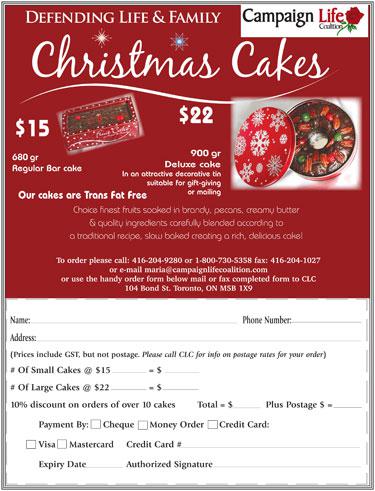 DEFENDING LIFE & FAMILY
Campaign Life
Coalition
Christmas Cakes
$15
$22
680 gr
Regular Bar cake
900 gr
Deluxe cake
In an attractive decorative tin
suitable for gift-giving
or mailing
Our cakes are Trans Fat Free
Choice finest fruits soaked in brandy, pecans, creamy butter
& quality ingredients carefully blended according to
a traditional recipe, slow baked creating a rich, delicious cake!
To order please call: 416-204-9280 or 1-800-730-5358 fax: 416-204-1027
or e-mail maria@campaignlifecoalition.com
or use the handy order form below mail or fax completed form to CLC
104 Bond St. Toronto, ON M5B 1X9
Name: Phone Number:
Address:
(Prices include GST, but not postage. Please call CLC for info on postage rates for your order)
# Of Small Cakes @ $15 = $
# Of Large Cakes @ $22 = $
10% discount on orders of over 10 cakes Total = $ Plus Postage $ =
Payment By: Cheque Money Order Credit Card:
Visa Mastercard Credit Card #
Expiry Date Authorized Signature